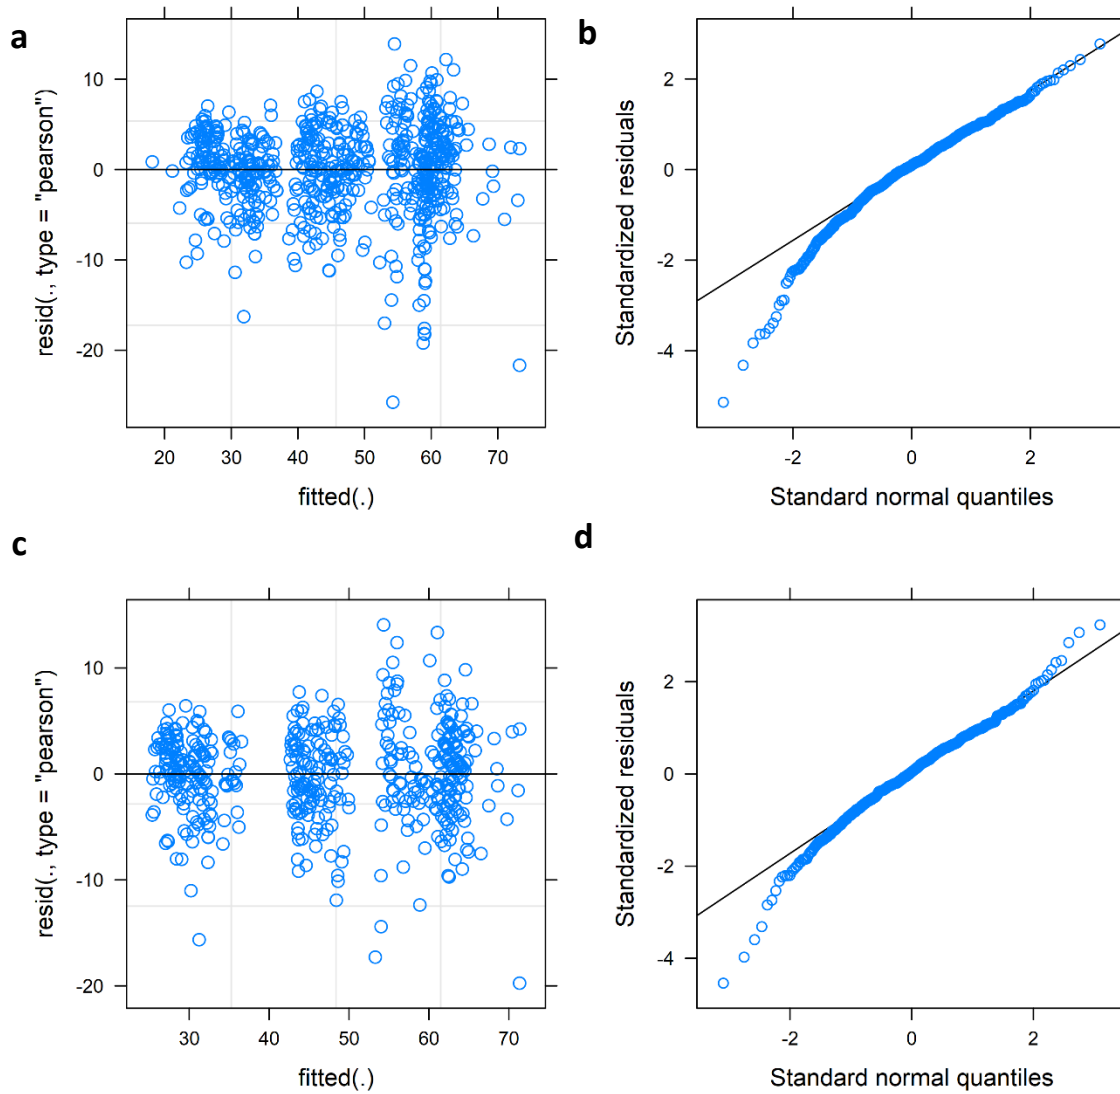 a
resid(., type = "pearson")
10
0
-10
-20
20 30 40 50 60 70
fitted(.)
b
Standardized residuals
2
0
-2
-4
-2 0 2
Standard normal quantiles
c
resid(., type = "pearson")
10
0
-10
-20
30 40 50 60 70
fitted(.)
d
Standardized residuals
2
0
-2
-4
-2 0 2
Standard normal quantiles